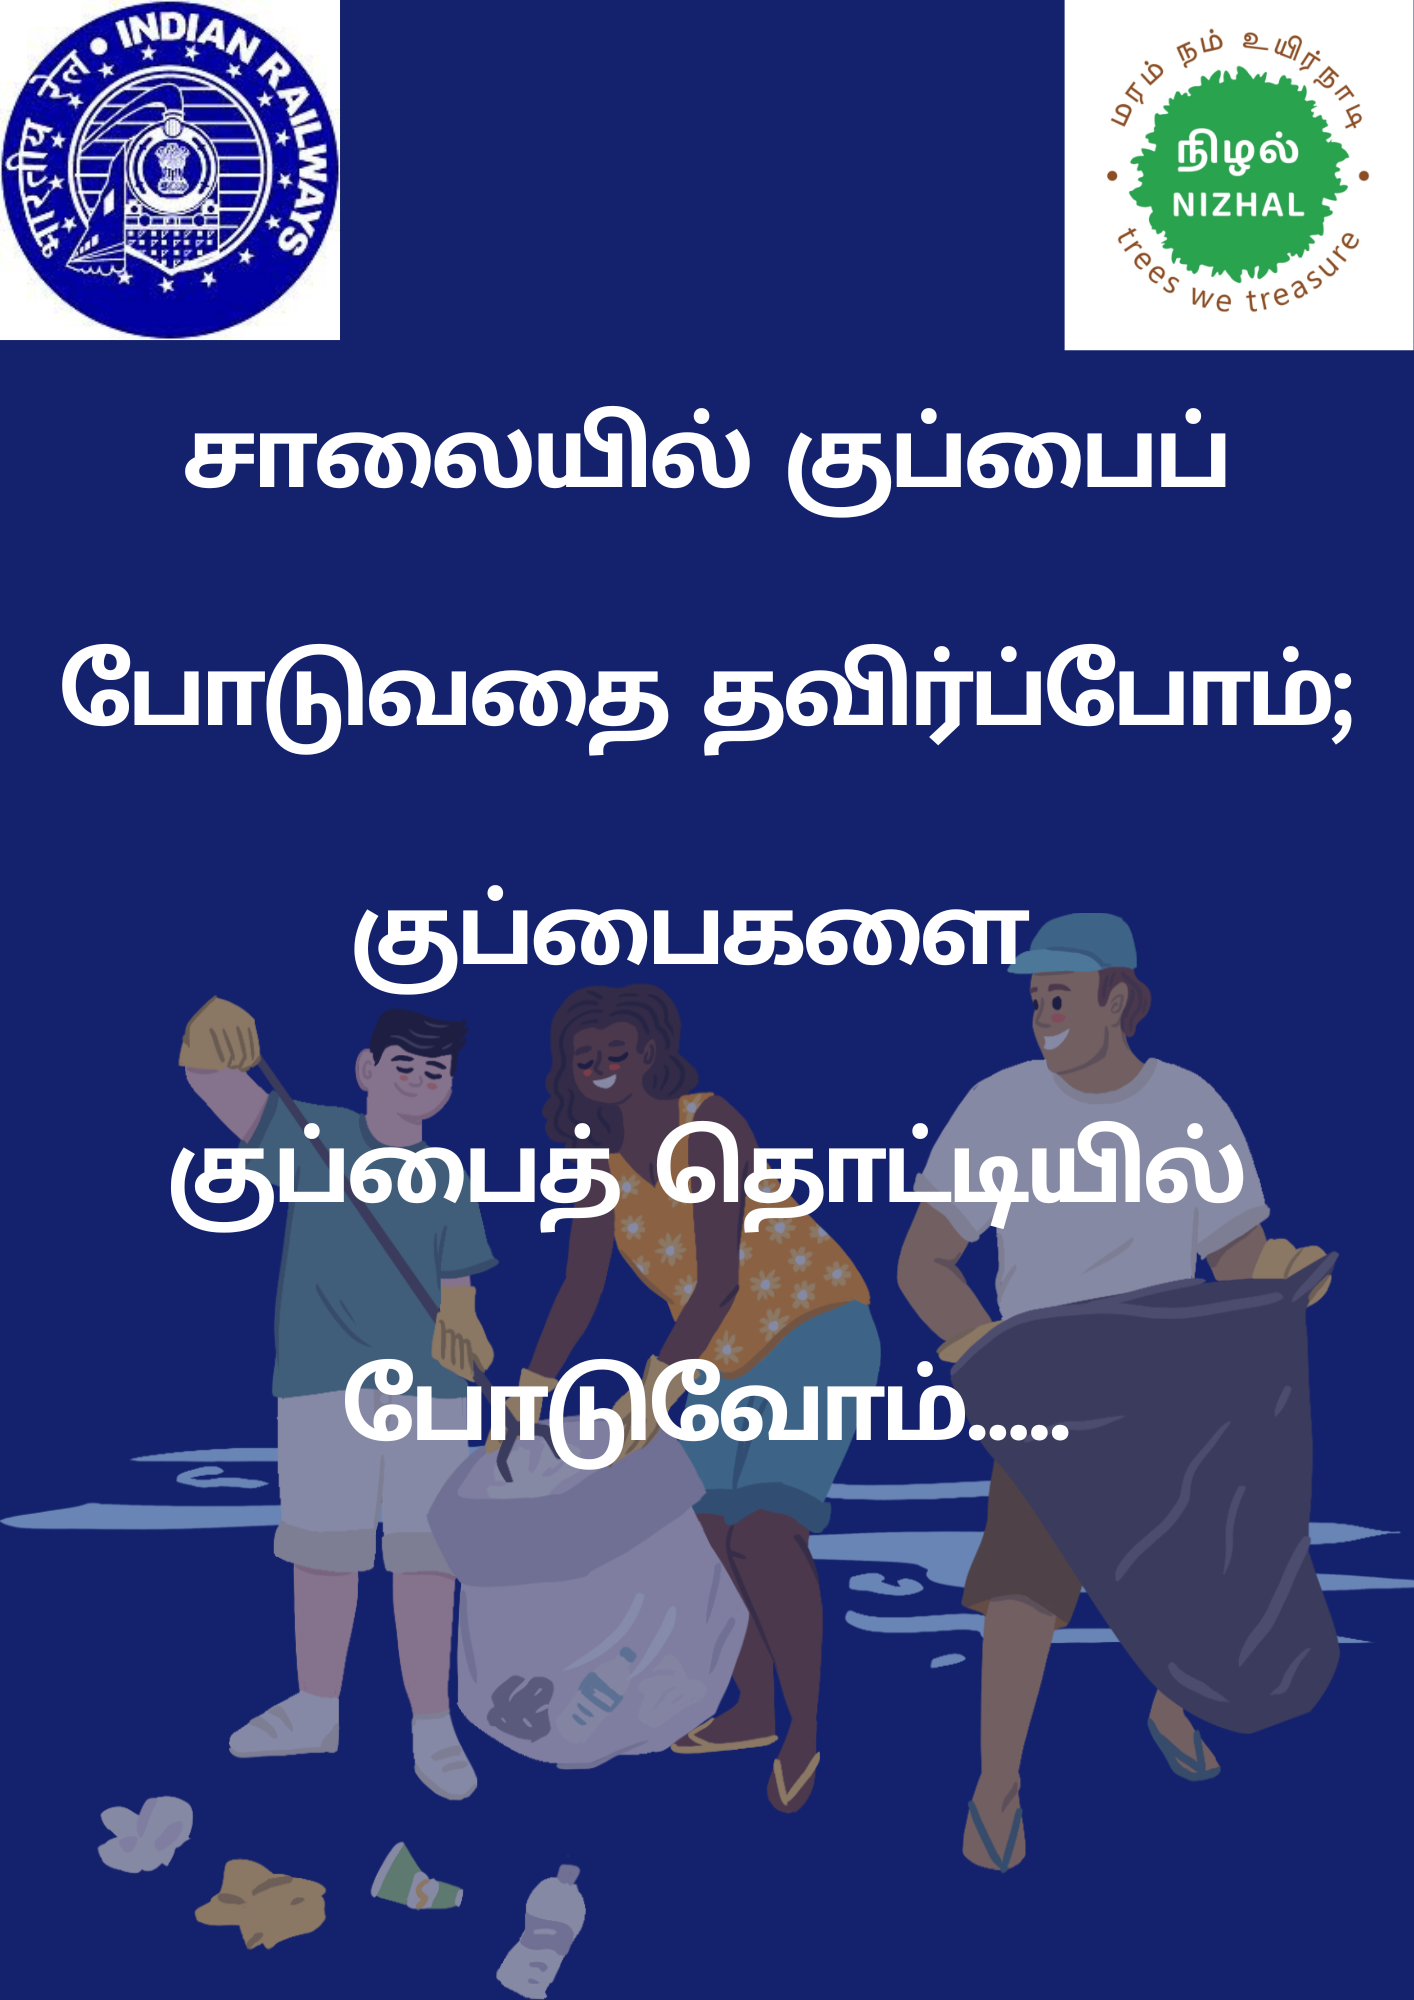 भारतीय रेल • INDIAN RAILWAYS
மரம் நம் உயிர்நாடி
நிழல்
NIZHAL
trees we treasure
சாலையில் குப்பைப்
போடுவதை தவிர்ப்போம்;
குப்பைகளை
குப்பைத் தொட்டியில்
போடுவோம்.....